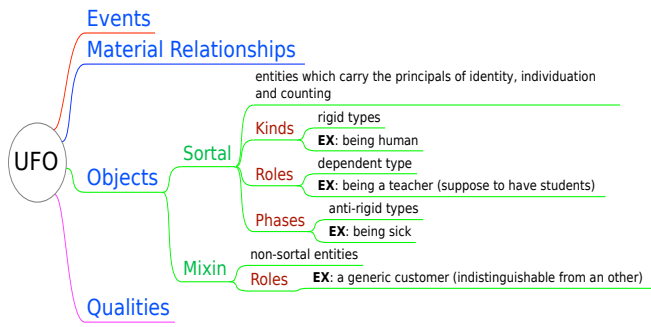 UFO
Events
Material Relationships
Objects
Sortal
entities which carry the principals of identity, individuation
and counting
Kinds
rigid types
EX: being human
Roles
dependent type
EX: being a teacher (suppose to have students)
Phases
anti-rigid types
EX: being sick
Mixin
non-sortal entities
Roles
EX: a generic customer (indistinguishable from an other)
Qualities